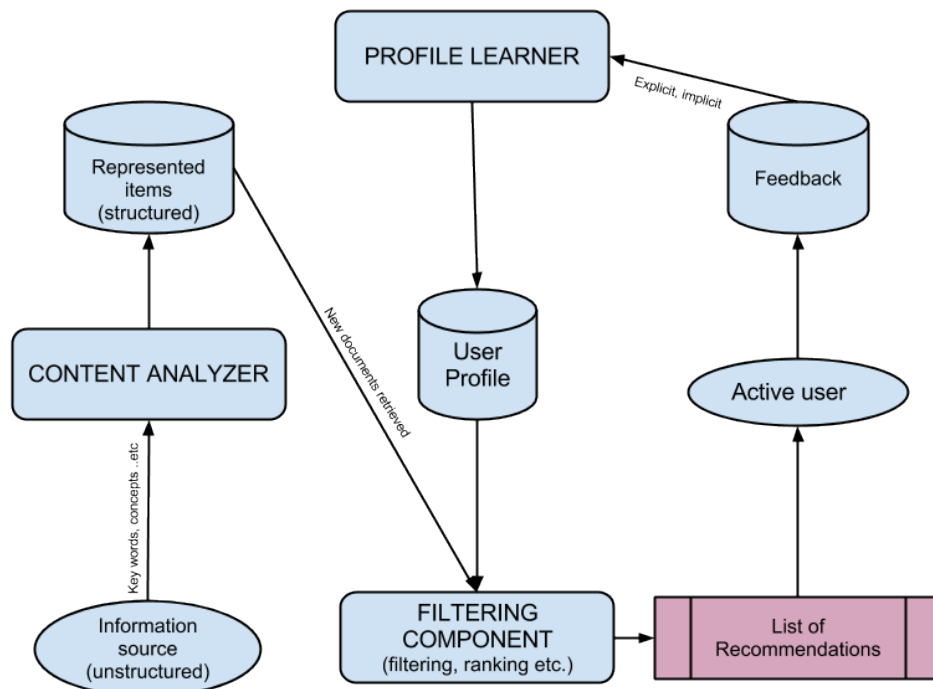 PROFILE LEARNER
Explicit, implicit
Represented
items
(structured)
Feedback
New documents retrieved
User
Profile
CONTENT ANALYZER
Active user
Key words, concepts ..etc
Information
source
(unstructured)
FILTERING
COMPONENT
(filtering, ranking etc.)
List of
Recommendations